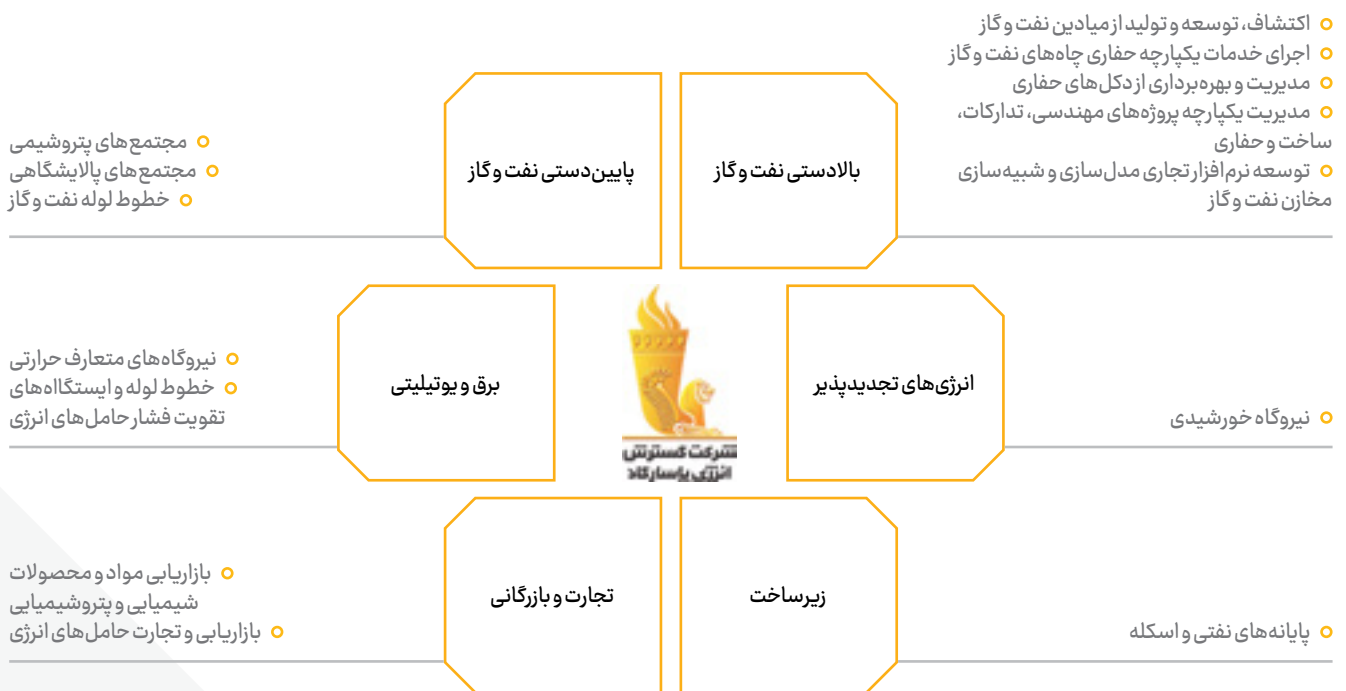 اکتشاف، توسعه و تولید از میادین نفت و گاز
اجرای خدمات یکپارچه حفاری چاه‌های نفت و گاز
مدیریت و بهره‌برداری از دکل‌های حفاری
مدیریت یکپارچه پروژه‌های مهندسی، تدارکات،
ساخت و حفاری
توسعه نرم‌افزار تجاری مدل‌سازی و شبیه‌سازی
مخازن نفت و گاز
بالادستی نفت و گاز
پایین‌دستی نفت و گاز
مجتمع‌های پتروشیمی
مجتمع‌های پالایشگاهی
خطوط لوله نفت و گاز
نیروگاه خورشیدی
انرژی‌های تجدیدپذیر
شرکت گسترش
انرژی پاسارگاد
برق و یوتیلیتی
نیروگاه‌های متعارف حرارتی
خطوط لوله و ایستگااه‌های
تقویت فشار حامل‌های انرژی
پایانه‌های نفتی و اسکله
زیرساخت
تجارت و بازرگانی
بازاریابی مواد و محصولات
شیمیایی و پتروشیمیایی
بازاریابی و تجارت حامل‌های انرژی